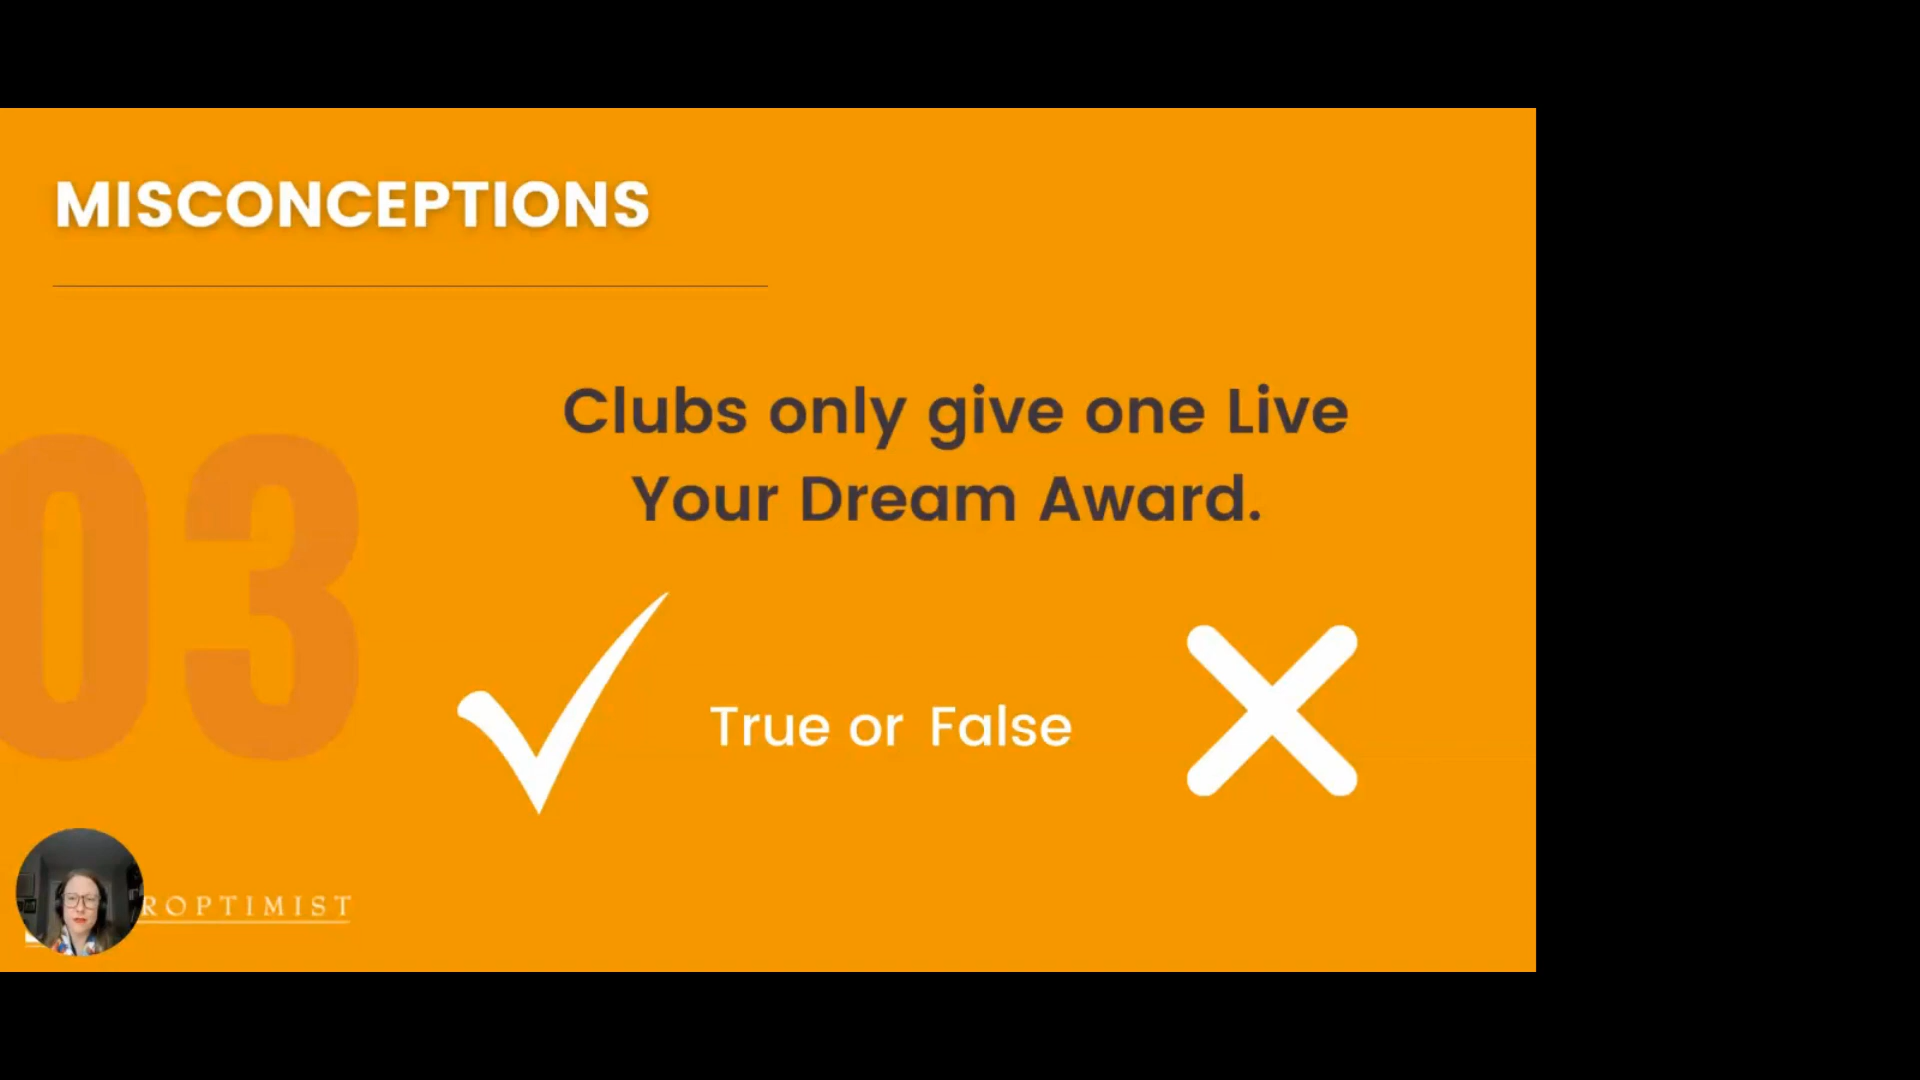 MISCONCEPTIONS
Clubs only give one Live
Your Dream Award.
03
True or False
ROPTIMIST